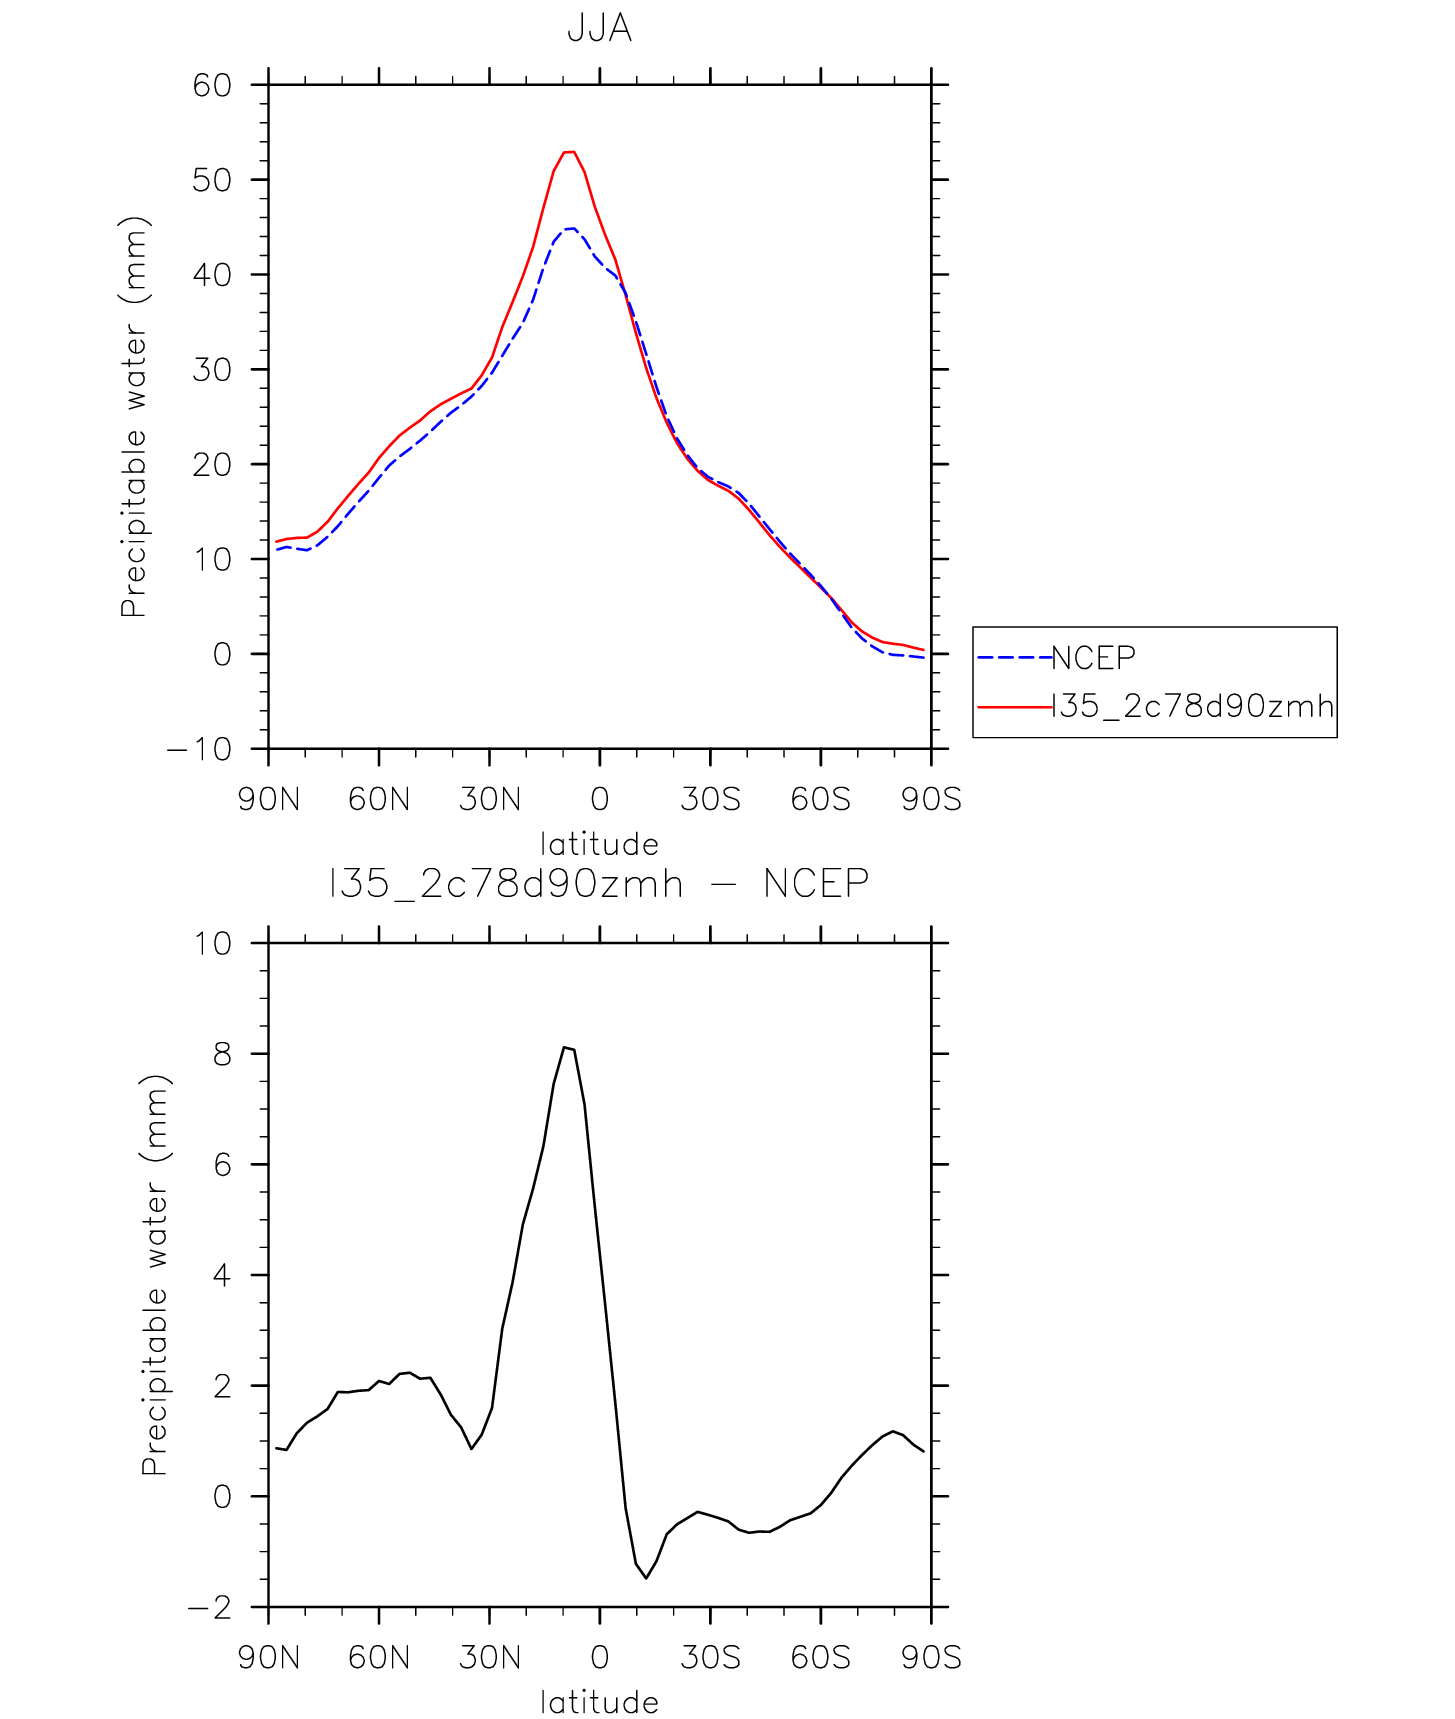 JJA
60
50
40
30
20
10
0
−10
Precipitable water (mm)
90N 60N 30N 0 30S 60S 90S
latitude
NCEP
I35_2c78d90zmh
I35_2c78d90zmh − NCEP
10
8
6
4
2
0
−2
Precipitable water (mm)
90N 60N 30N 0 30S 60S 90S
latitude